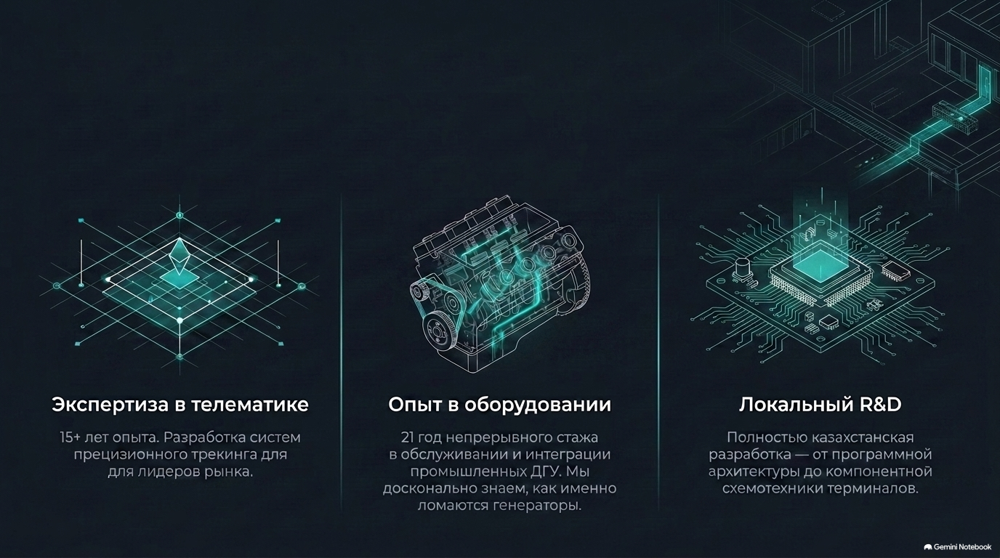 Экспертиза в телематике
15+ лет опыта. Разработка систем
прецизионного трекинга для
для лидеров рынка.
Опыт в оборудовании
21 год непрерывного стажа
в обслуживании и интеграции
промышленных ДГУ. Мы
досконально знаем, как именно
ломаются генераторы.
Локальный R&D
Полностью казахстанская
разработка — от программной
архитектуры до компонентной
схемотехники терминалов.
Gemini Notebook